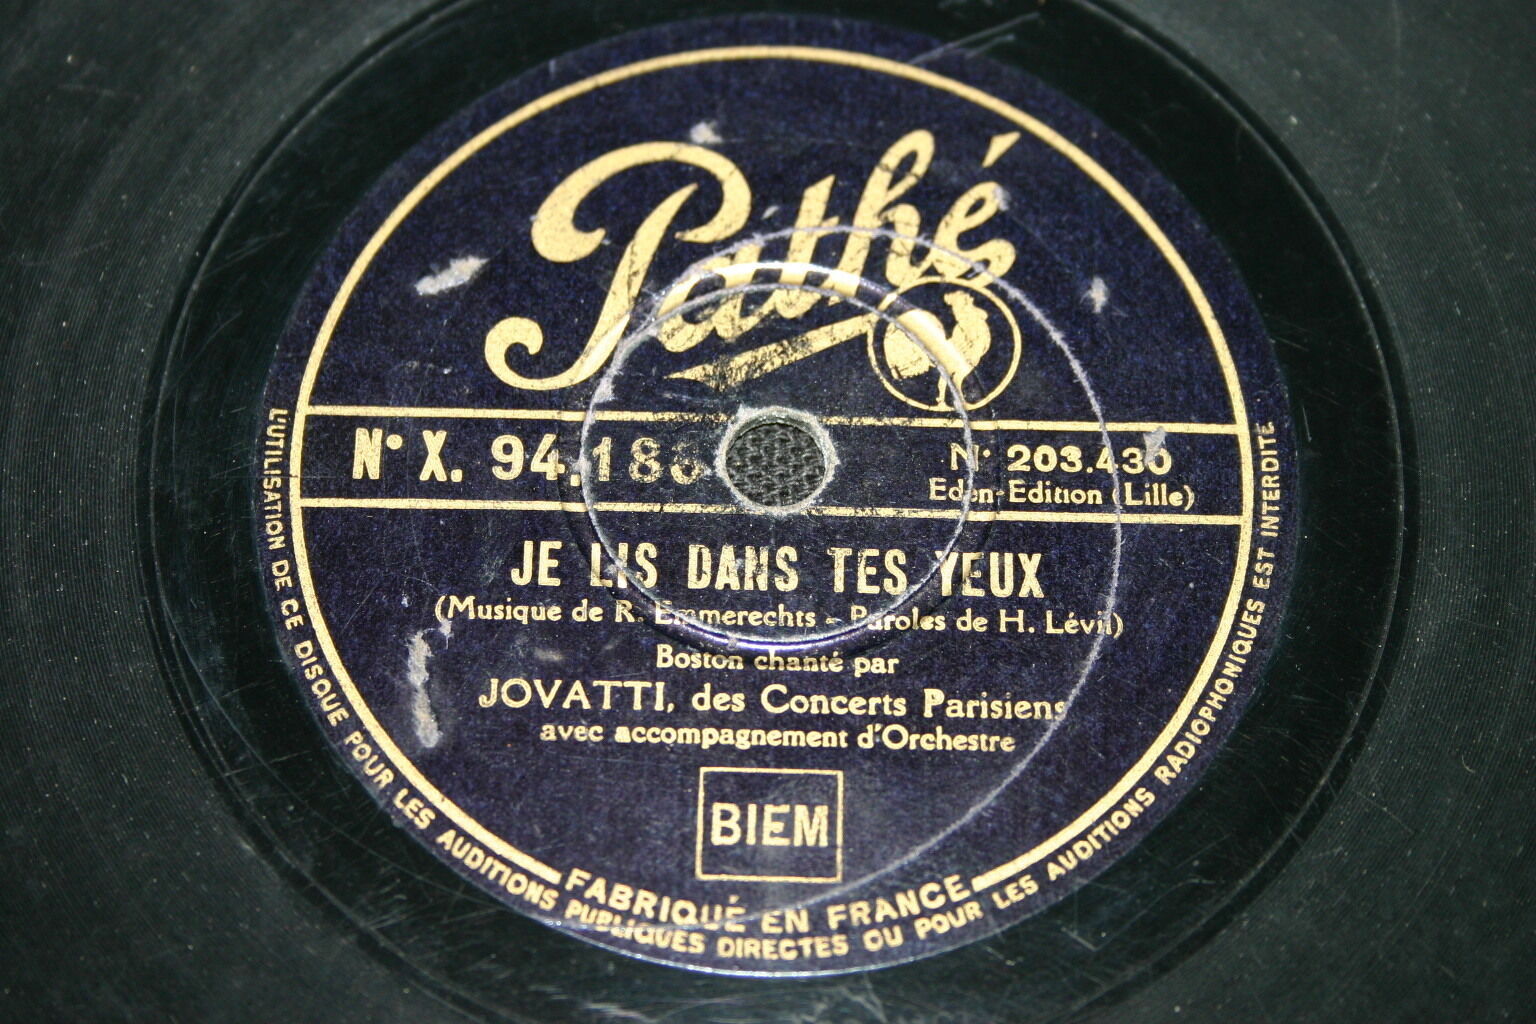 Pathé
N° X. 94.188
N° 203.430
Eden-Edition (Lille)
JE LIS DANS TES YEUX
(Musique de R. Emmerechts - Paroles de H. Lévil)
Boston chanté par
JOVATTI, des Concerts Parisiens
avec accompagnement d'Orchestre
BIEM
FABRIQUÉ EN FRANCE
L'UTILISATION DE CE DISQUE POUR LES AUDITIONS PUBLIQUES DIRECTES OU POUR LES AUDITIONS RADIOPHONIQUES EST INTERDITE